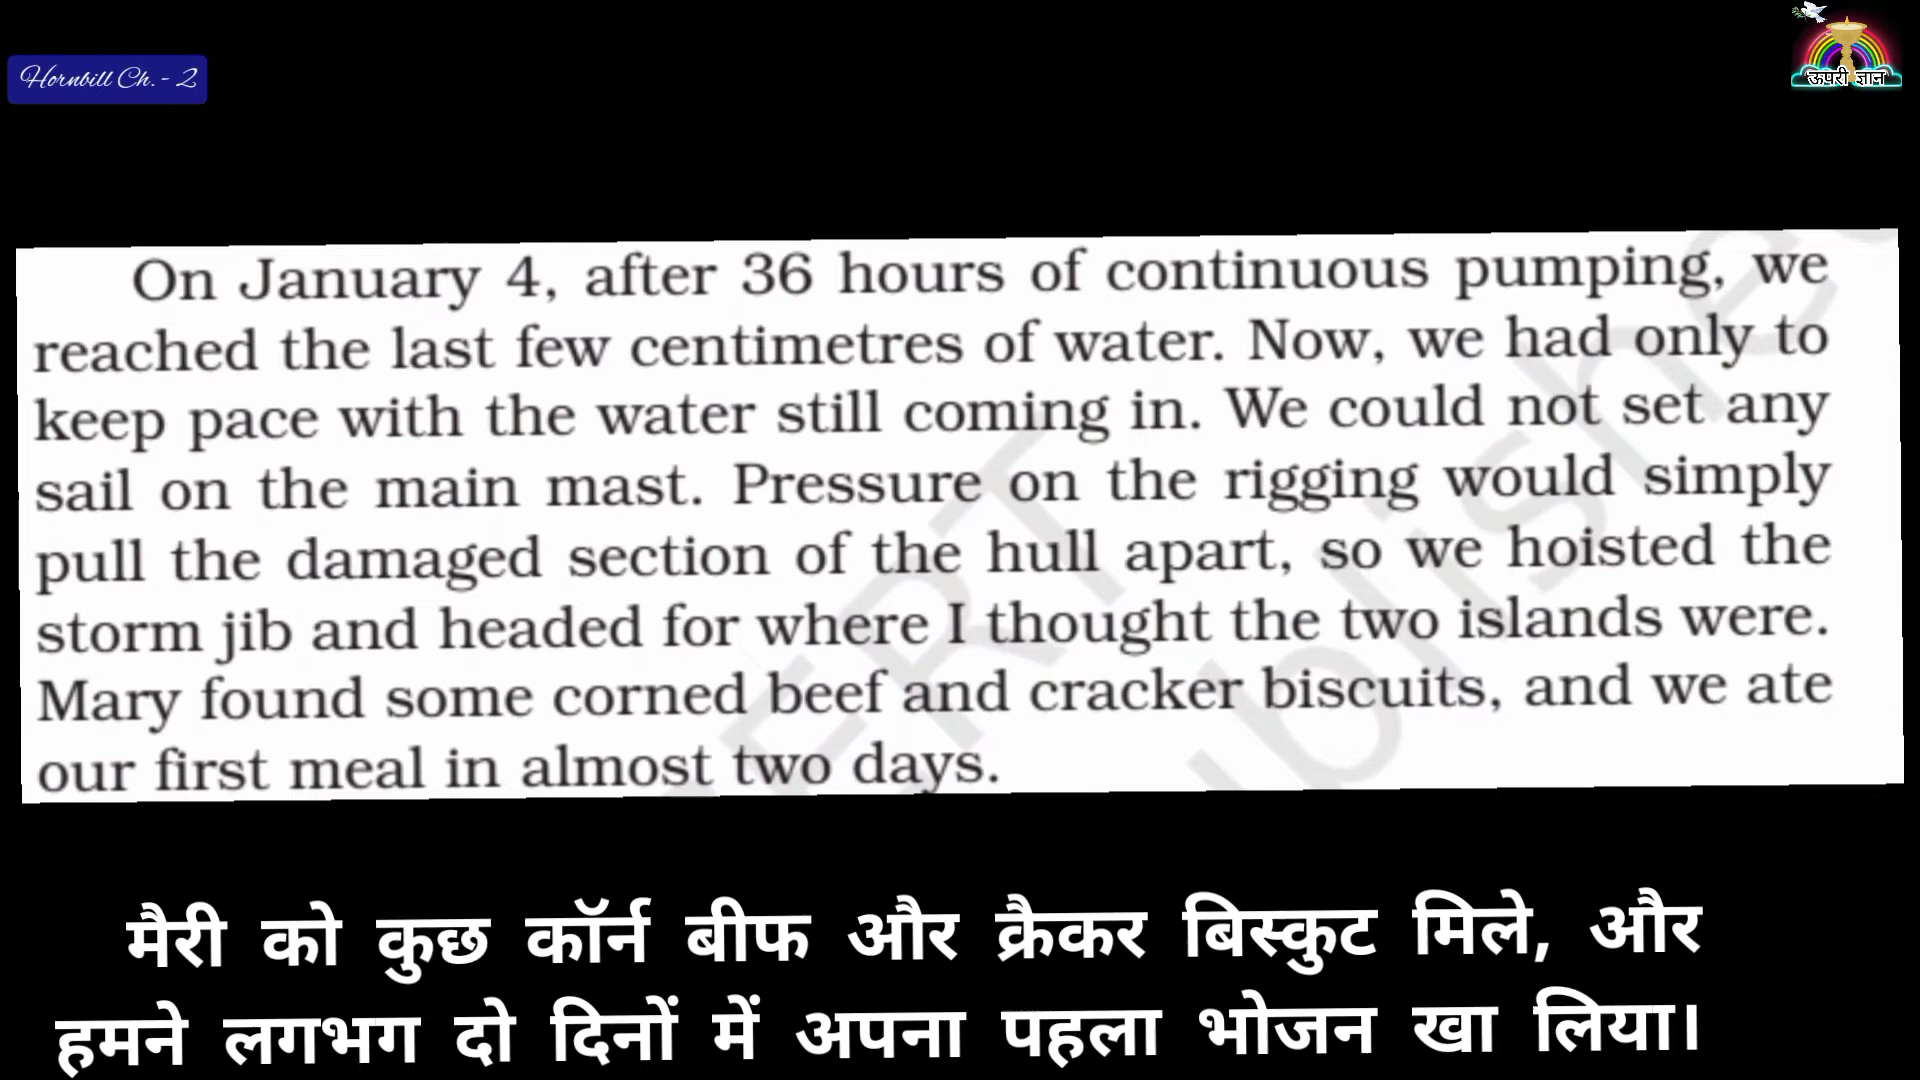 Hornbill Ch. - 2
ऊपरी ज्ञान
On January 4, after 36 hours of continuous pumping, we
reached the last few centimetres of water. Now, we had only to
keep pace with the water still coming in. We could not set any
sail on the main mast. Pressure on the rigging would simply
pull the damaged section of the hull apart, so we hoisted the
storm jib and headed for where I thought the two islands were.
Mary found some corned beef and cracker biscuits, and we ate
our first meal in almost two days.
मैरी को कुछ कॉर्न बीफ और क्रैकर बिस्कुट मिले, और
हमने लगभग दो दिनों में अपना पहला भोजन खा लिया।